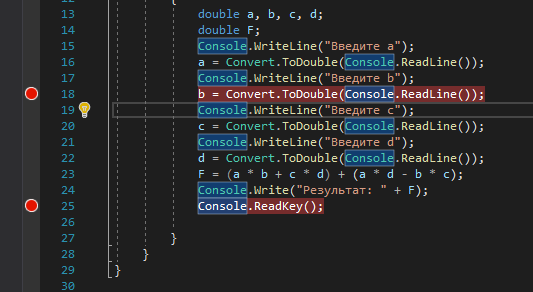 12 {
13 double a, b, c, d;
14 double F;
15 Console.WriteLine("Введите a");
16 a = Convert.ToDouble(Console.ReadLine());
17 Console.WriteLine("Введите b");
18 b = Convert.ToDouble(Console.ReadLine());
19 Console.WriteLine("Введите c");
20 c = Convert.ToDouble(Console.ReadLine());
21 Console.WriteLine("Введите d");
22 d = Convert.ToDouble(Console.ReadLine());
23 F = (a * b + c * d) + (a * d - b * c);
24 Console.Write("Результат: " + F);
25 Console.ReadKey();
26
27 }
28 }
29 }
30